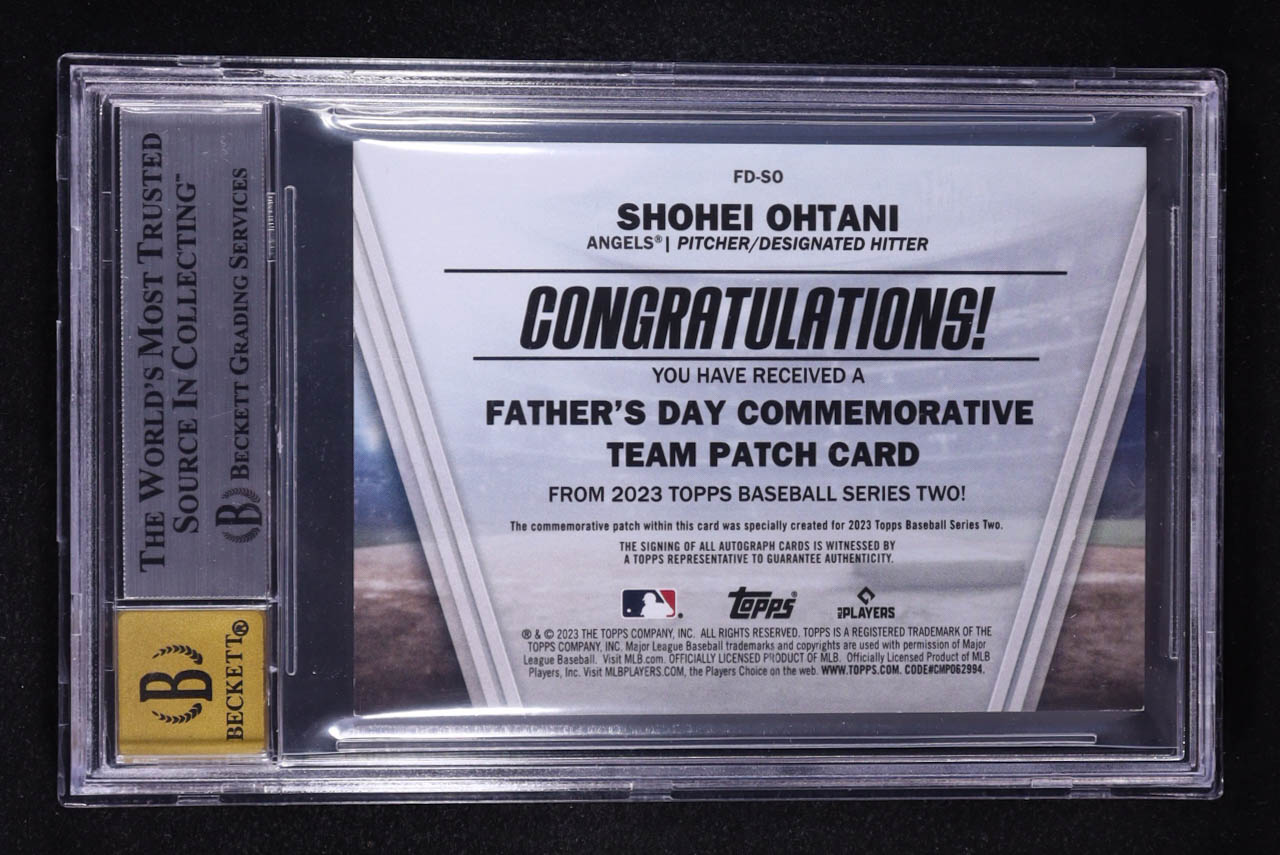 THE WORLD'S MOST TRUSTED
SOURCE IN COLLECTING™
B BECKETT GRADING SERVICES
B
BECKETT®
FD-SO
SHOHEI OHTANI
ANGELS® | PITCHER/DESIGNATED HITTER
CONGRATULATIONS!
YOU HAVE RECEIVED A
FATHER'S DAY COMMEMORATIVE
TEAM PATCH CARD
FROM 2023 TOPPS BASEBALL SERIES TWO!
The commemorative patch within this card was specially created for 2023 Topps Baseball Series Two.
THE SIGNING OF ALL AUTOGRAPH CARDS IS WITNESSED BY
A TOPPS REPRESENTATIVE TO GUARANTEE AUTHENTICITY.
Topps®
MLB PLAYERS
® & © 2023 THE TOPPS COMPANY, INC. ALL RIGHTS RESERVED. TOPPS IS A REGISTERED TRADEMARK OF THE
TOPPS COMPANY, INC. Major League Baseball trademarks and copyrights are used with permission of Major
League Baseball. Visit MLB.com. OFFICIALLY LICENSED PRODUCT OF MLB. Officially Licensed Product of MLB
Players, Inc. Visit MLBPLAYERS.COM, the Players Choice on the web. WWW.TOPPS.COM. CODE#CMP062994.